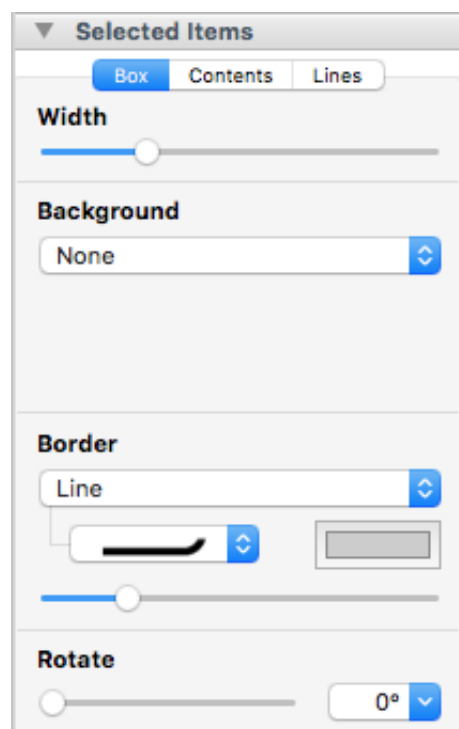 Selected Items
Box Contents Lines
Width
Background
None
Border
Line
Rotate
0°